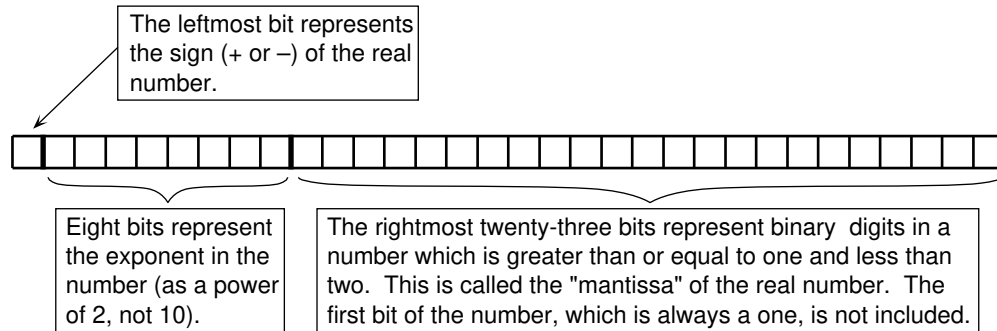 The leftmost bit represents
the sign (+ or –) of the real
number.
Eight bits represent
the exponent in the
number (as a power
of 2, not 10).
The rightmost twenty-three bits represent binary digits in a
number which is greater than or equal to one and less than
two. This is called the "mantissa" of the real number. The
first bit of the number, which is always a one, is not included.